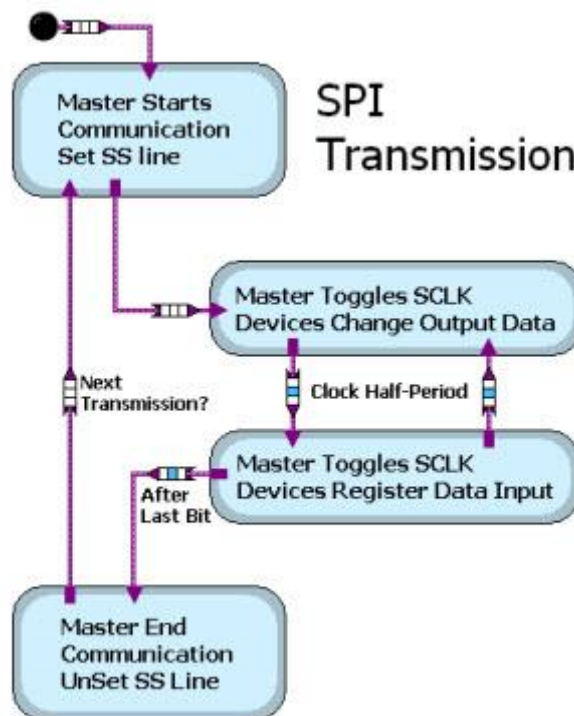 SPI
Transmission
Master Starts
Communication
Set SS line
Master Toggles SCLK
Devices Change Output Data
Next
Transmission?
Clock Half-Period
Master Toggles SCLK
Devices Register Data Input
After
Last Bit
Master End
Communication
UnSet SS Line